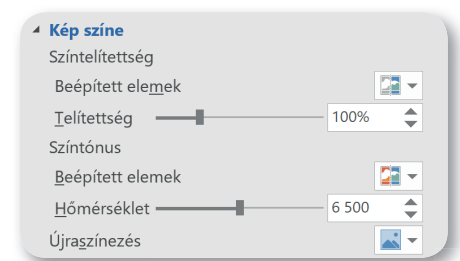 Kép színe
Színtelítettség
Beépített elemek
Telítettség 100%
Színtónus
Beépített elemek
Hőmérséklet 6 500
Újraszínezés